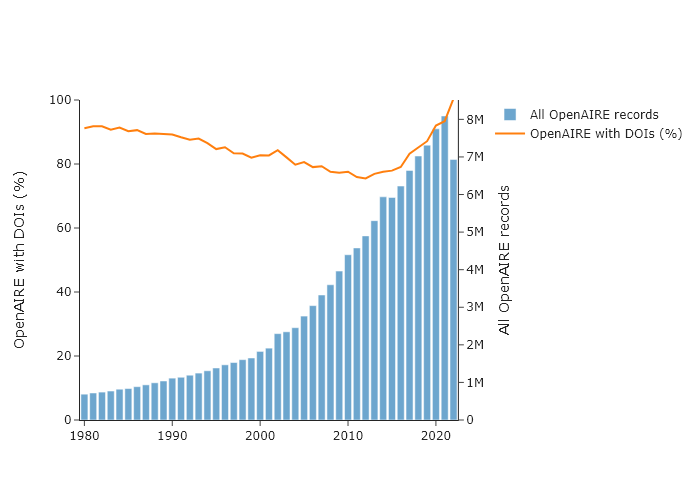 All OpenAIRE records
OpenAIRE with DOIs (%)
OpenAIRE with DOIs (%)
100
80
60
40
20
0
8M
7M
6M
5M
4M
3M
2M
1M
0
All OpenAIRE records
1980
1990
2000
2010
2020